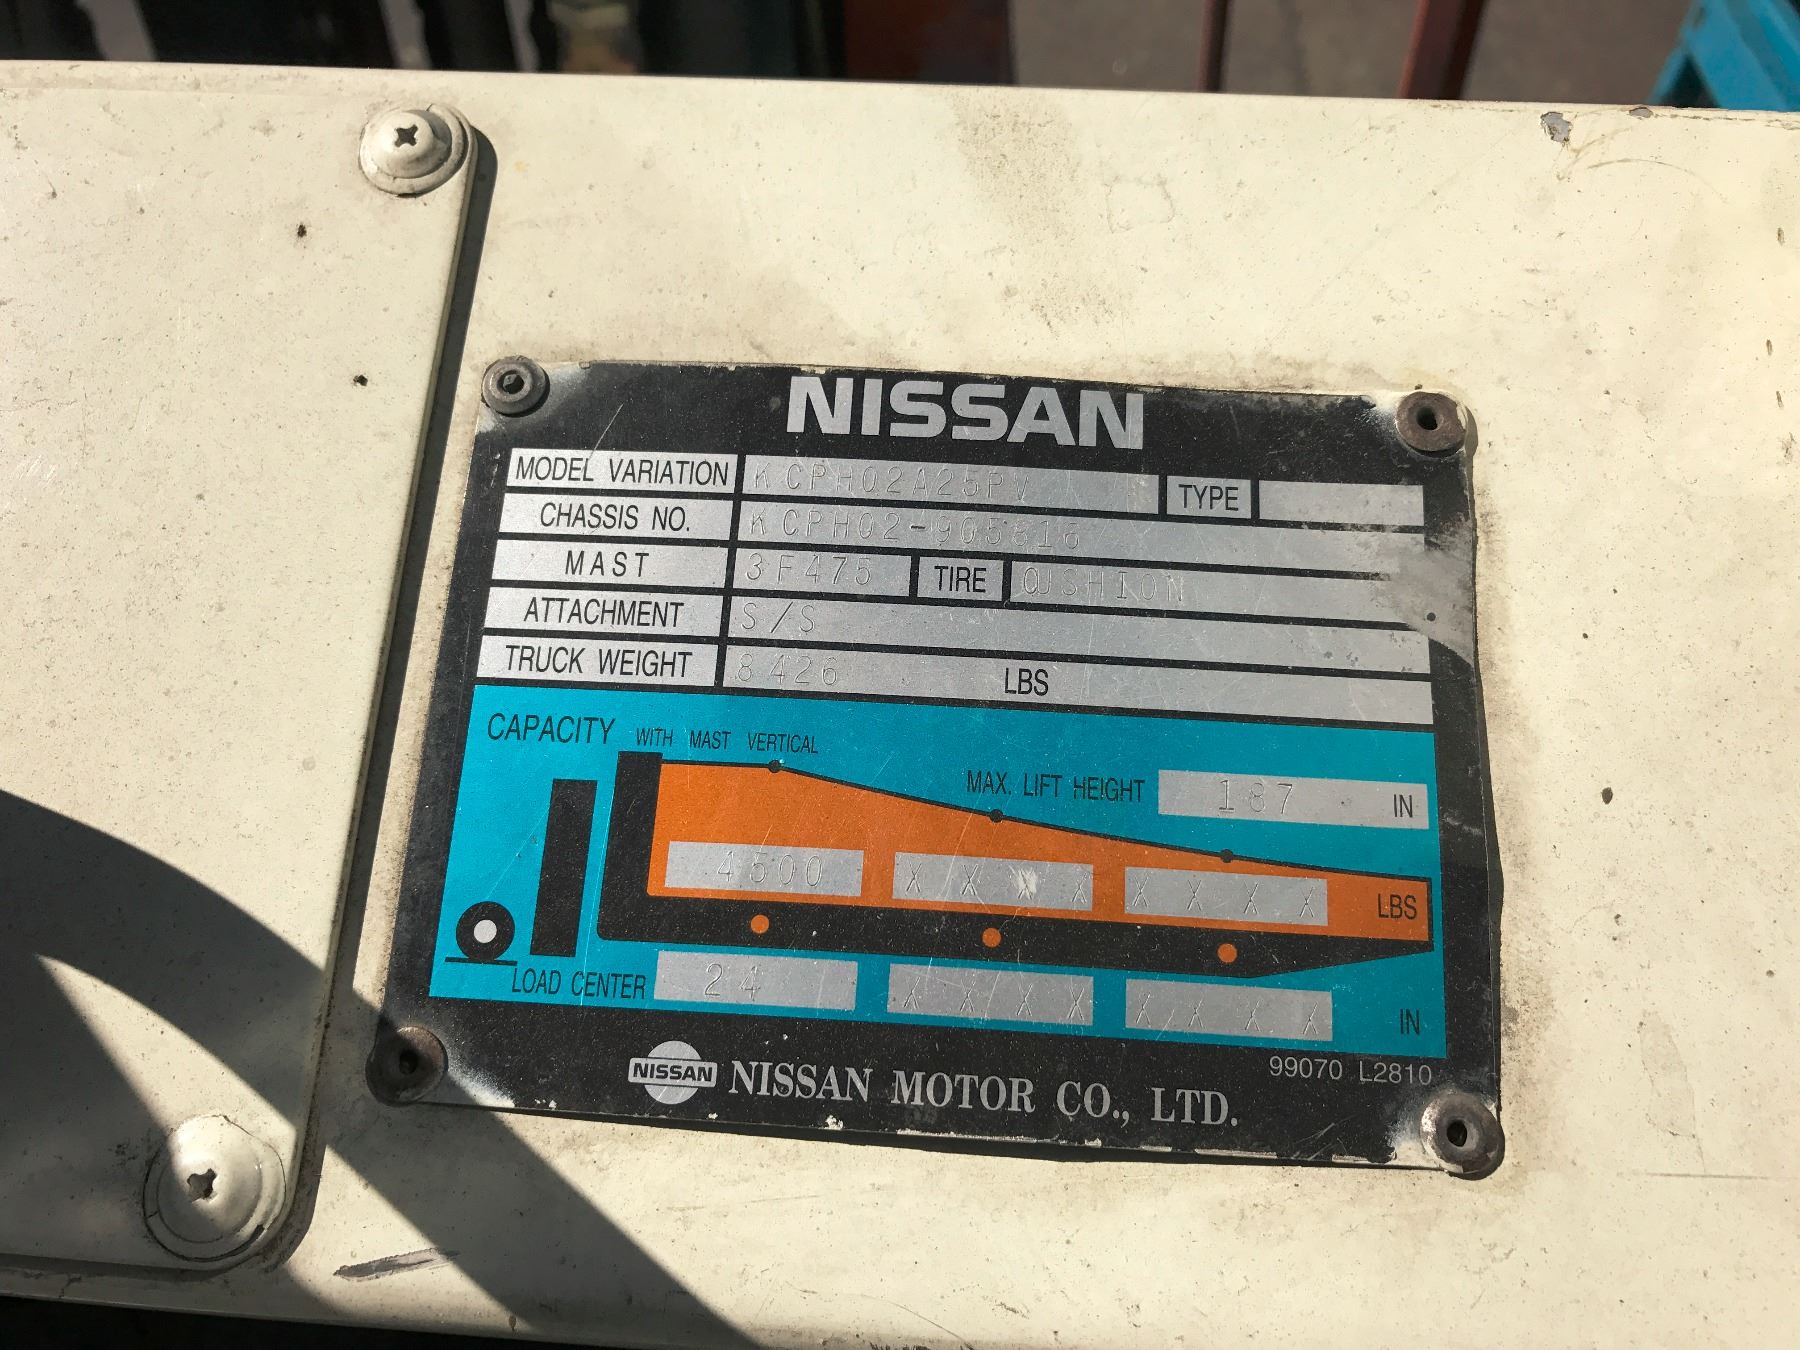 NISSAN
MODEL VARIATION KCPH02A25PV TYPE
CHASSIS NO. KCPH02-905816
MAST 3F475 TIRE CUSHION
ATTACHMENT S/S
TRUCK WEIGHT 8426 LBS
CAPACITY WITH MAST VERTICAL
MAX. LIFT HEIGHT 187 IN
4500 XXXX XXXX LBS
LOAD CENTER 24 XXXX XXXX IN
99070 L2810
NISSAN NISSAN MOTOR CO., LTD.